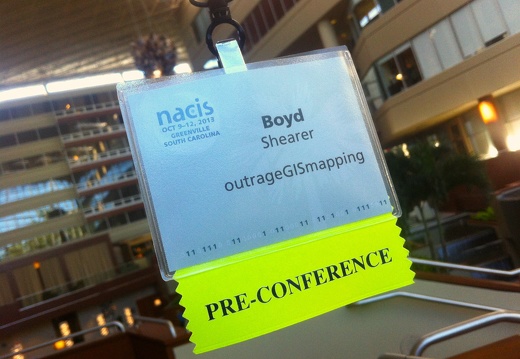 nacis
OCT 9-12, 2013
GREENVILLE
SOUTH CAROLINA
Boyd
Shearer
outrageGISmapping
PRE-CONFERENCE